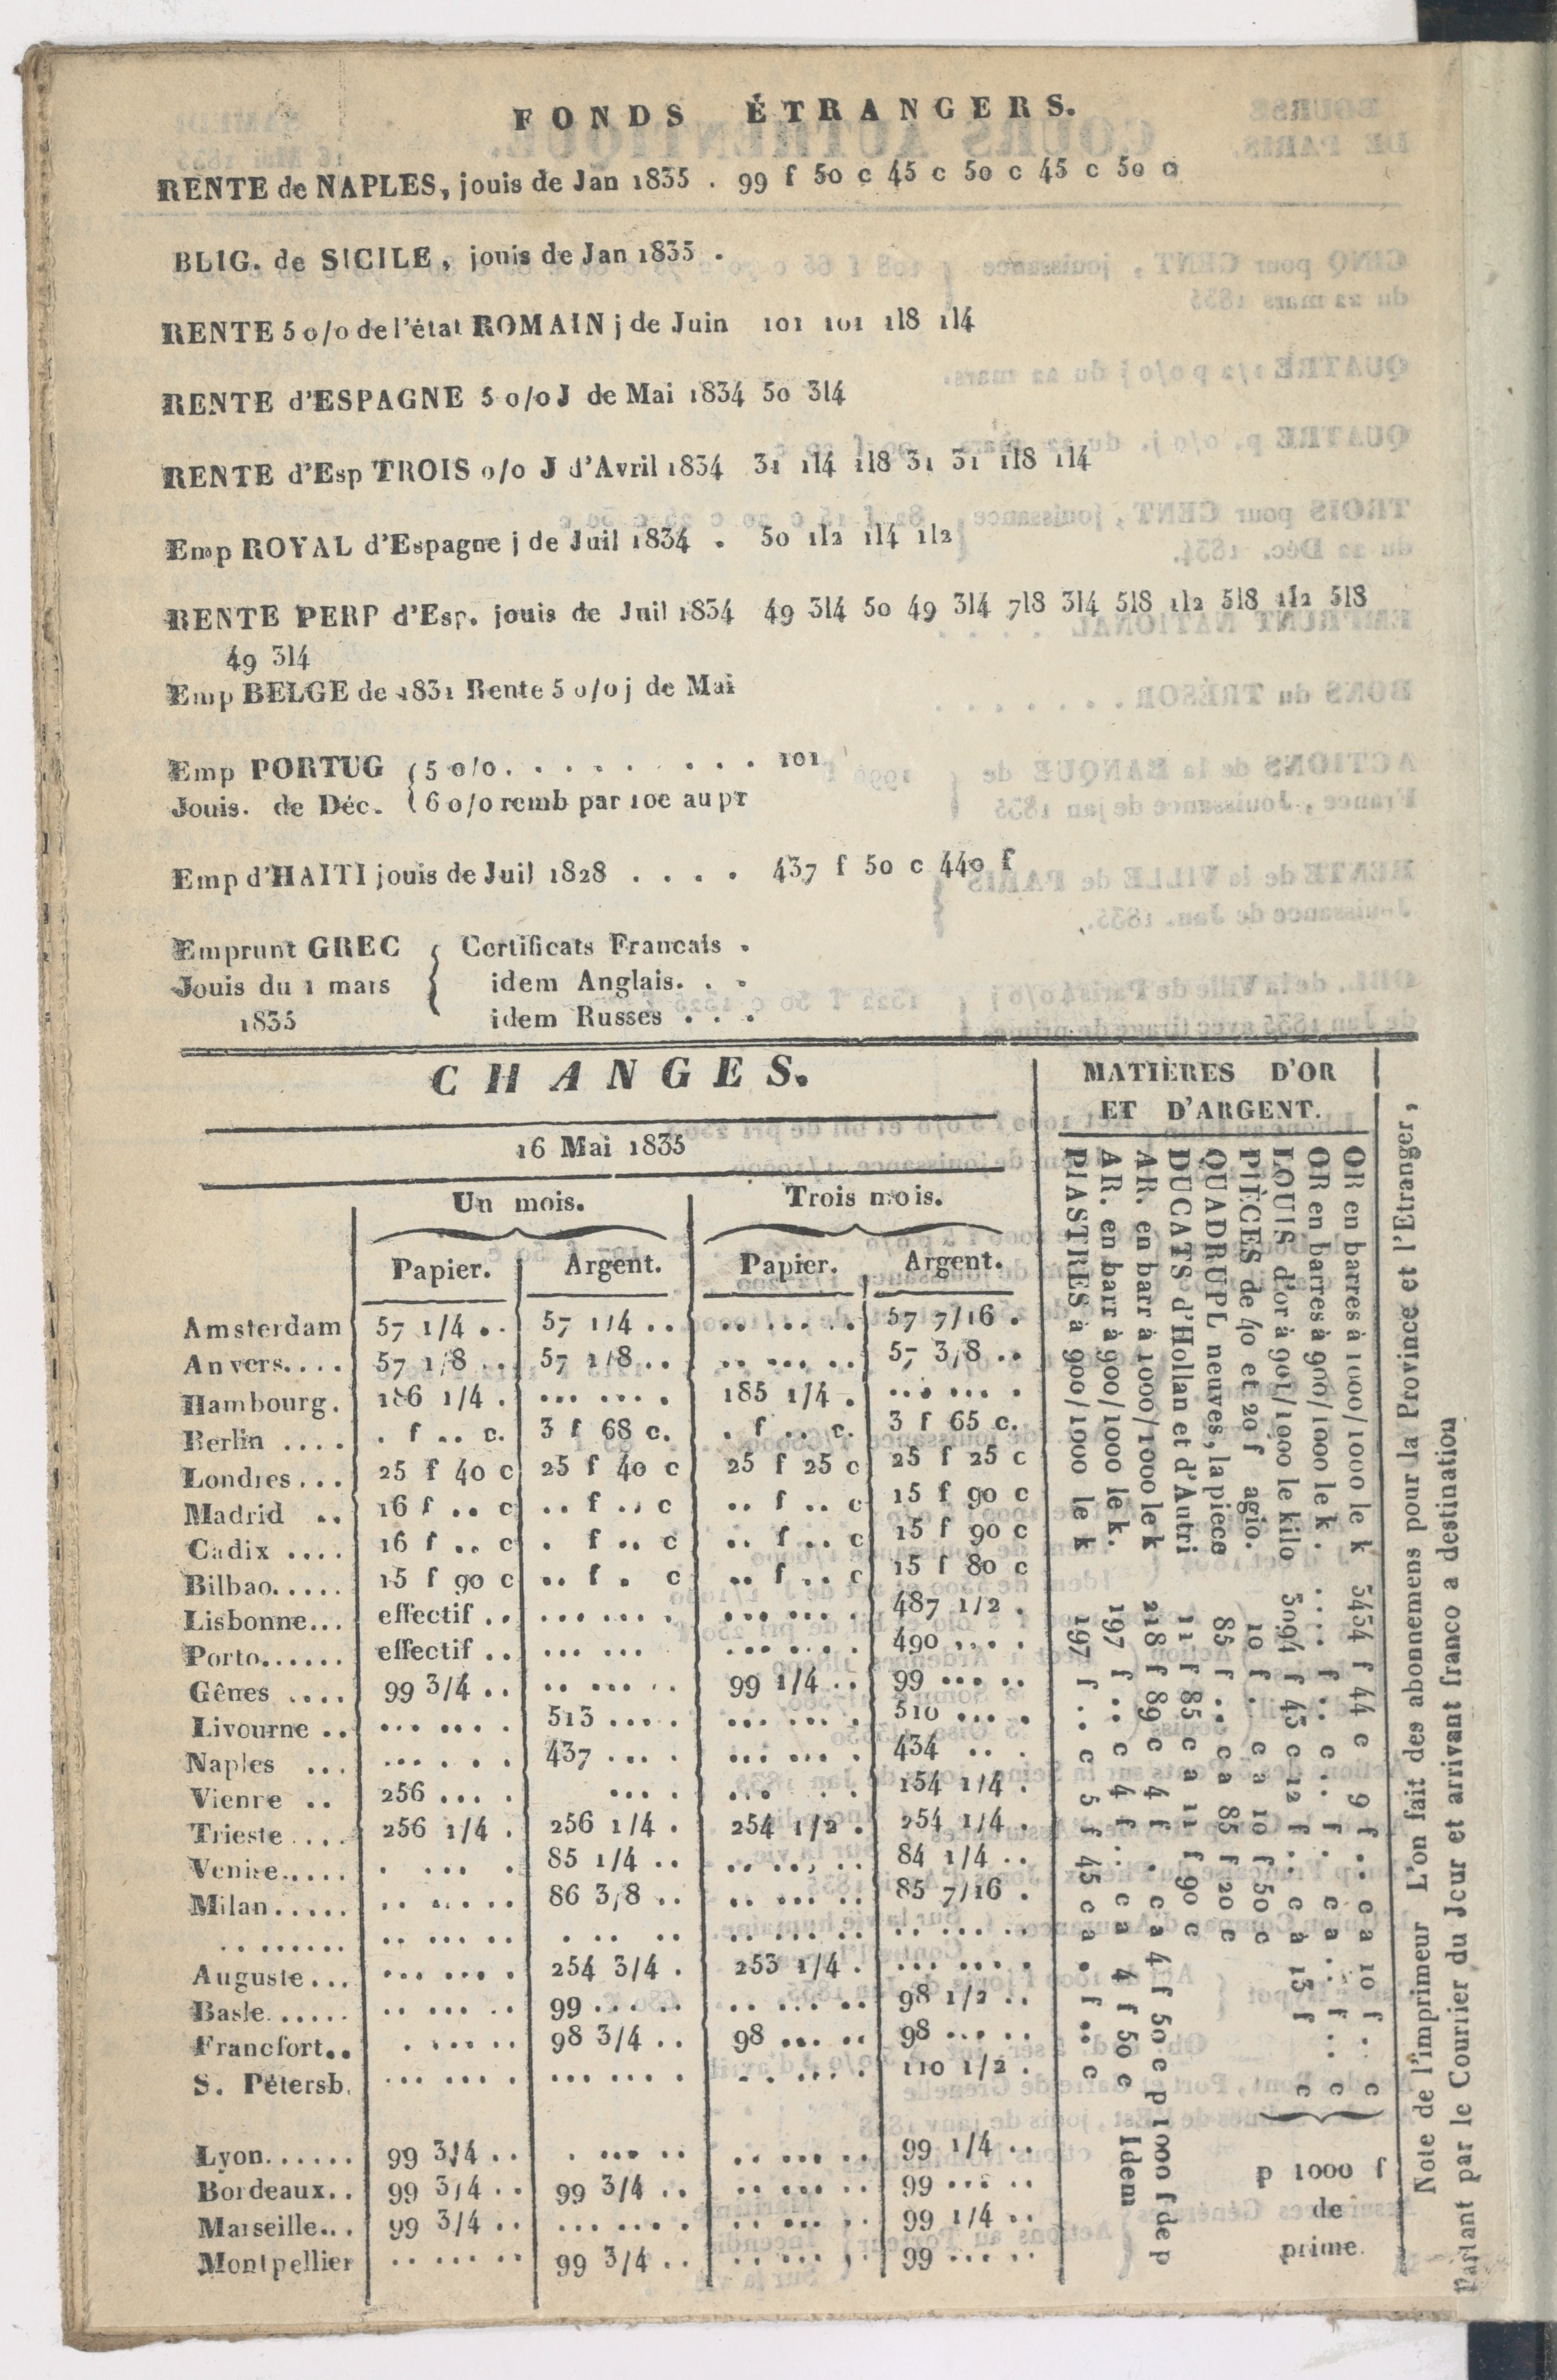 FONDS ÉTRANGERS.
RENTE de NAPLES, jouis de Jan 1835 . 99 f 50 c 45 c 50 c 45 c 50 c
BLIG. de SICILE, jouis de Jan 1835 .
RENTE 5 o/o de l'état ROMAIN j de Juin 101 101 1l8 1l4
RENTE d'ESPAGNE 5 o/o J de Mai 1834 50 3l4
RENTE d'Esp TROIS o/o J d'Avril 1834 31 1l4 1l8 31 31 1l8 1l4
Emp ROYAL d'Espagne j de Juil 1834 . 50 1l2 1l4 1l2
RENTE PERP d'Esp. jouis de Juil 1834 49 3l4 50 49 3l4 7l8 3l4 5l8 1l2 5l8 1l2 5l8
49 3l4
Emp BELGE de 1831 Rente 5 o/o j de Mai
Emp PORTUG { 5 o/o. . . . . . . . . 101
Jouis. de Déc. { 6 o/o remb par 10e au pr
Emp d'HAITI jouis de Juil 1828 . . . . 437 f 50 c 440 f
Emprunt GREC { Certificats Francais .
Jouis du 1 mars idem Anglais. . .
1835 idem Russes . . .
CHANGES.
16 Mai 1835
Un mois. Trois mois.
Papier. Argent. Papier. Argent.
Amsterdam 57 1/4 .. 57 1/4 .. .. ... .. 57 7/16 .
Anvers.... 57 1/8 .. 57 1/8 .. .. ... .. 57 3/8 ..
Hambourg. 186 1/4 . ... ... . 185 1/4 . ... ... .
Berlin .... . f .. c. 3 f 68 c. . f .. c. 3 f 65 c.
Londres... 25 f 40 c 25 f 40 c 25 f 25 c 25 f 25 c
Madrid .. 16 f .. c .. f .. c .. f .. c 15 f 90 c
Cadix .... 16 f .. c . f .. c .. f .. c 15 f 90 c
Bilbao..... 15 f 90 c .. f . c .. f .. c 15 f 80 c
Lisbonne... effectif .. ... ... . ... ... . 487 1/2 .
Porto...... effectif .. ... ... ... ... . 490 ... .
Gênes .... 99 3/4 .. .. ... .. 99 1/4 .. 99 ... ..
Livourne .. ... ... . 513 ... . ... ... . 510 ... .
Naples ... ... . . . 437 ... . ... ... . 434 .. .
Vienne .. 256 ... . ... . ... . . 154 1/4 .
Trieste .... 256 1/4 . 256 1/4 . 254 1/2 . 254 1/4 .
Venise..... . ... . 85 1/4 .. .. ... .. 84 1/4 ..
Milan..... .. ... .. 86 3/8 .. .. ... .. 85 7/16 .
........ .. ... .. . .. .. .. ... .. .. ... ..
Auguste... ... ... . 254 3/4 . 253 1/4 . ... ... .
Basle...... .. ... .. 99 ... .. .. ... .. 98 1/2 ..
Francfort.. . ... .. 98 3/4 .. 98 ... .. 98 ... ..
S. Pétersb. ... ... . ... ... . .. ... . 110 1/2 .
Lyon...... 99 3/4 .. . ... .. .. ... .. 99 1/4 ..
Bordeaux.. 99 3/4 .. 99 3/4 .. .. ... .. 99 ... ..
Marseille... 99 3/4 .. ... ... . .. ... .. 99 1/4 ..
Montpellier .. ... .. 99 3/4 .. .. ... .. 99 ... ..
MATIÈRES D'OR
ET D'ARGENT.
OR en barres à 1000/1000 le k 3434 f 44 c 9 f .. c a 10 f .. c
OR en barres à 900/1000 le k . .... f .. c .. f . c a .. f .. c
LOUIS d'or à 901/1000 le kilo 3094 f 43 c 12 f .. c à 15 f c
PIÈCES de 40 et 20 f agio. 10 f . c a 10 f 50 c
QUADRUPL neuves, la piece 85 f .. c a 85 f 20 c
DUCATS d'Hollan et d'Autri 11 f 85 c a 11 f 90 c
AR. en barr à 1000/1000 le k 218 f 89 c 4 f . c a 4 f 50 c p 1000 f de p
AR. en barr à 900/1000 le k. 197 f .. c 4 f .. c a 4 f 50 c Idem
PIASTRES à 900/1000 le k 197 f .. c 5 f 45 c a . f .. c
p 1000 f
de
prime.
Note de l'imprimeur L'on fait des abonnemens pour la Province et l'Etranger,
Partant par le Courrier du Jour et arrivant franco a destination